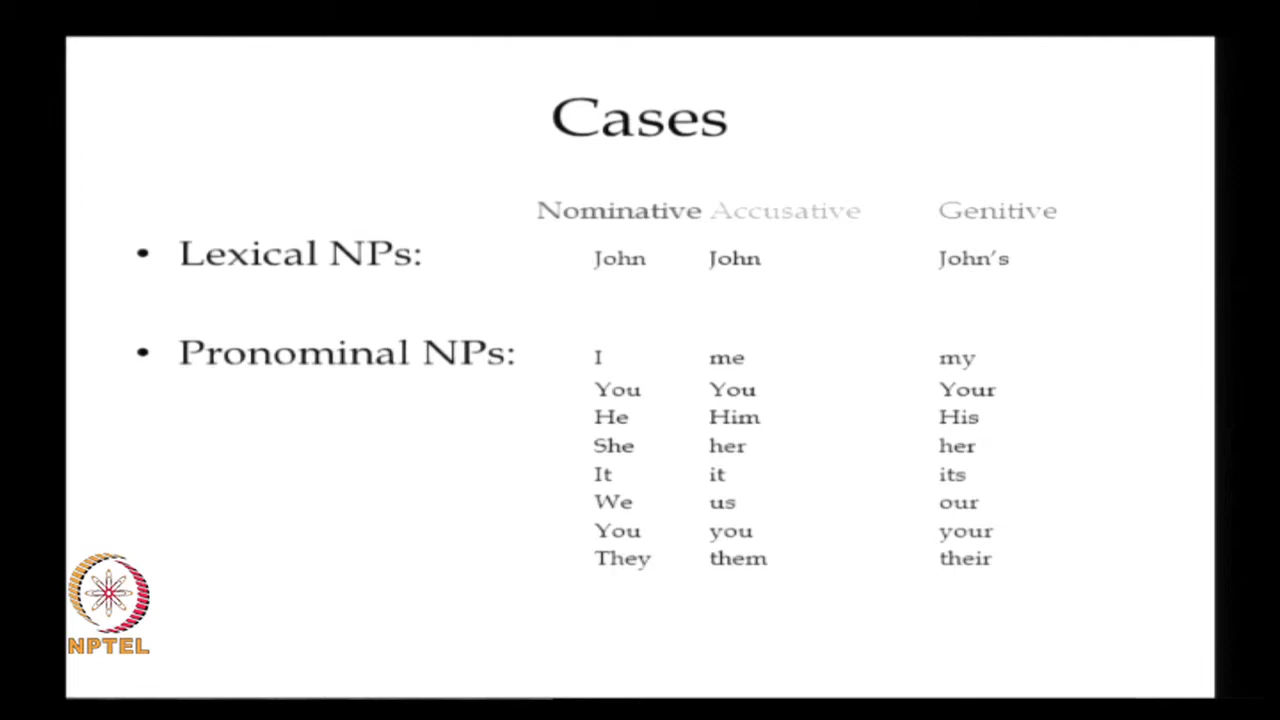 Cases
Nominative Accusative Genitive
• Lexical NPs: John John John's
• Pronominal NPs: I me my
You You Your
He Him His
She her her
It it its
We us our
You you your
They them their
NPTEL